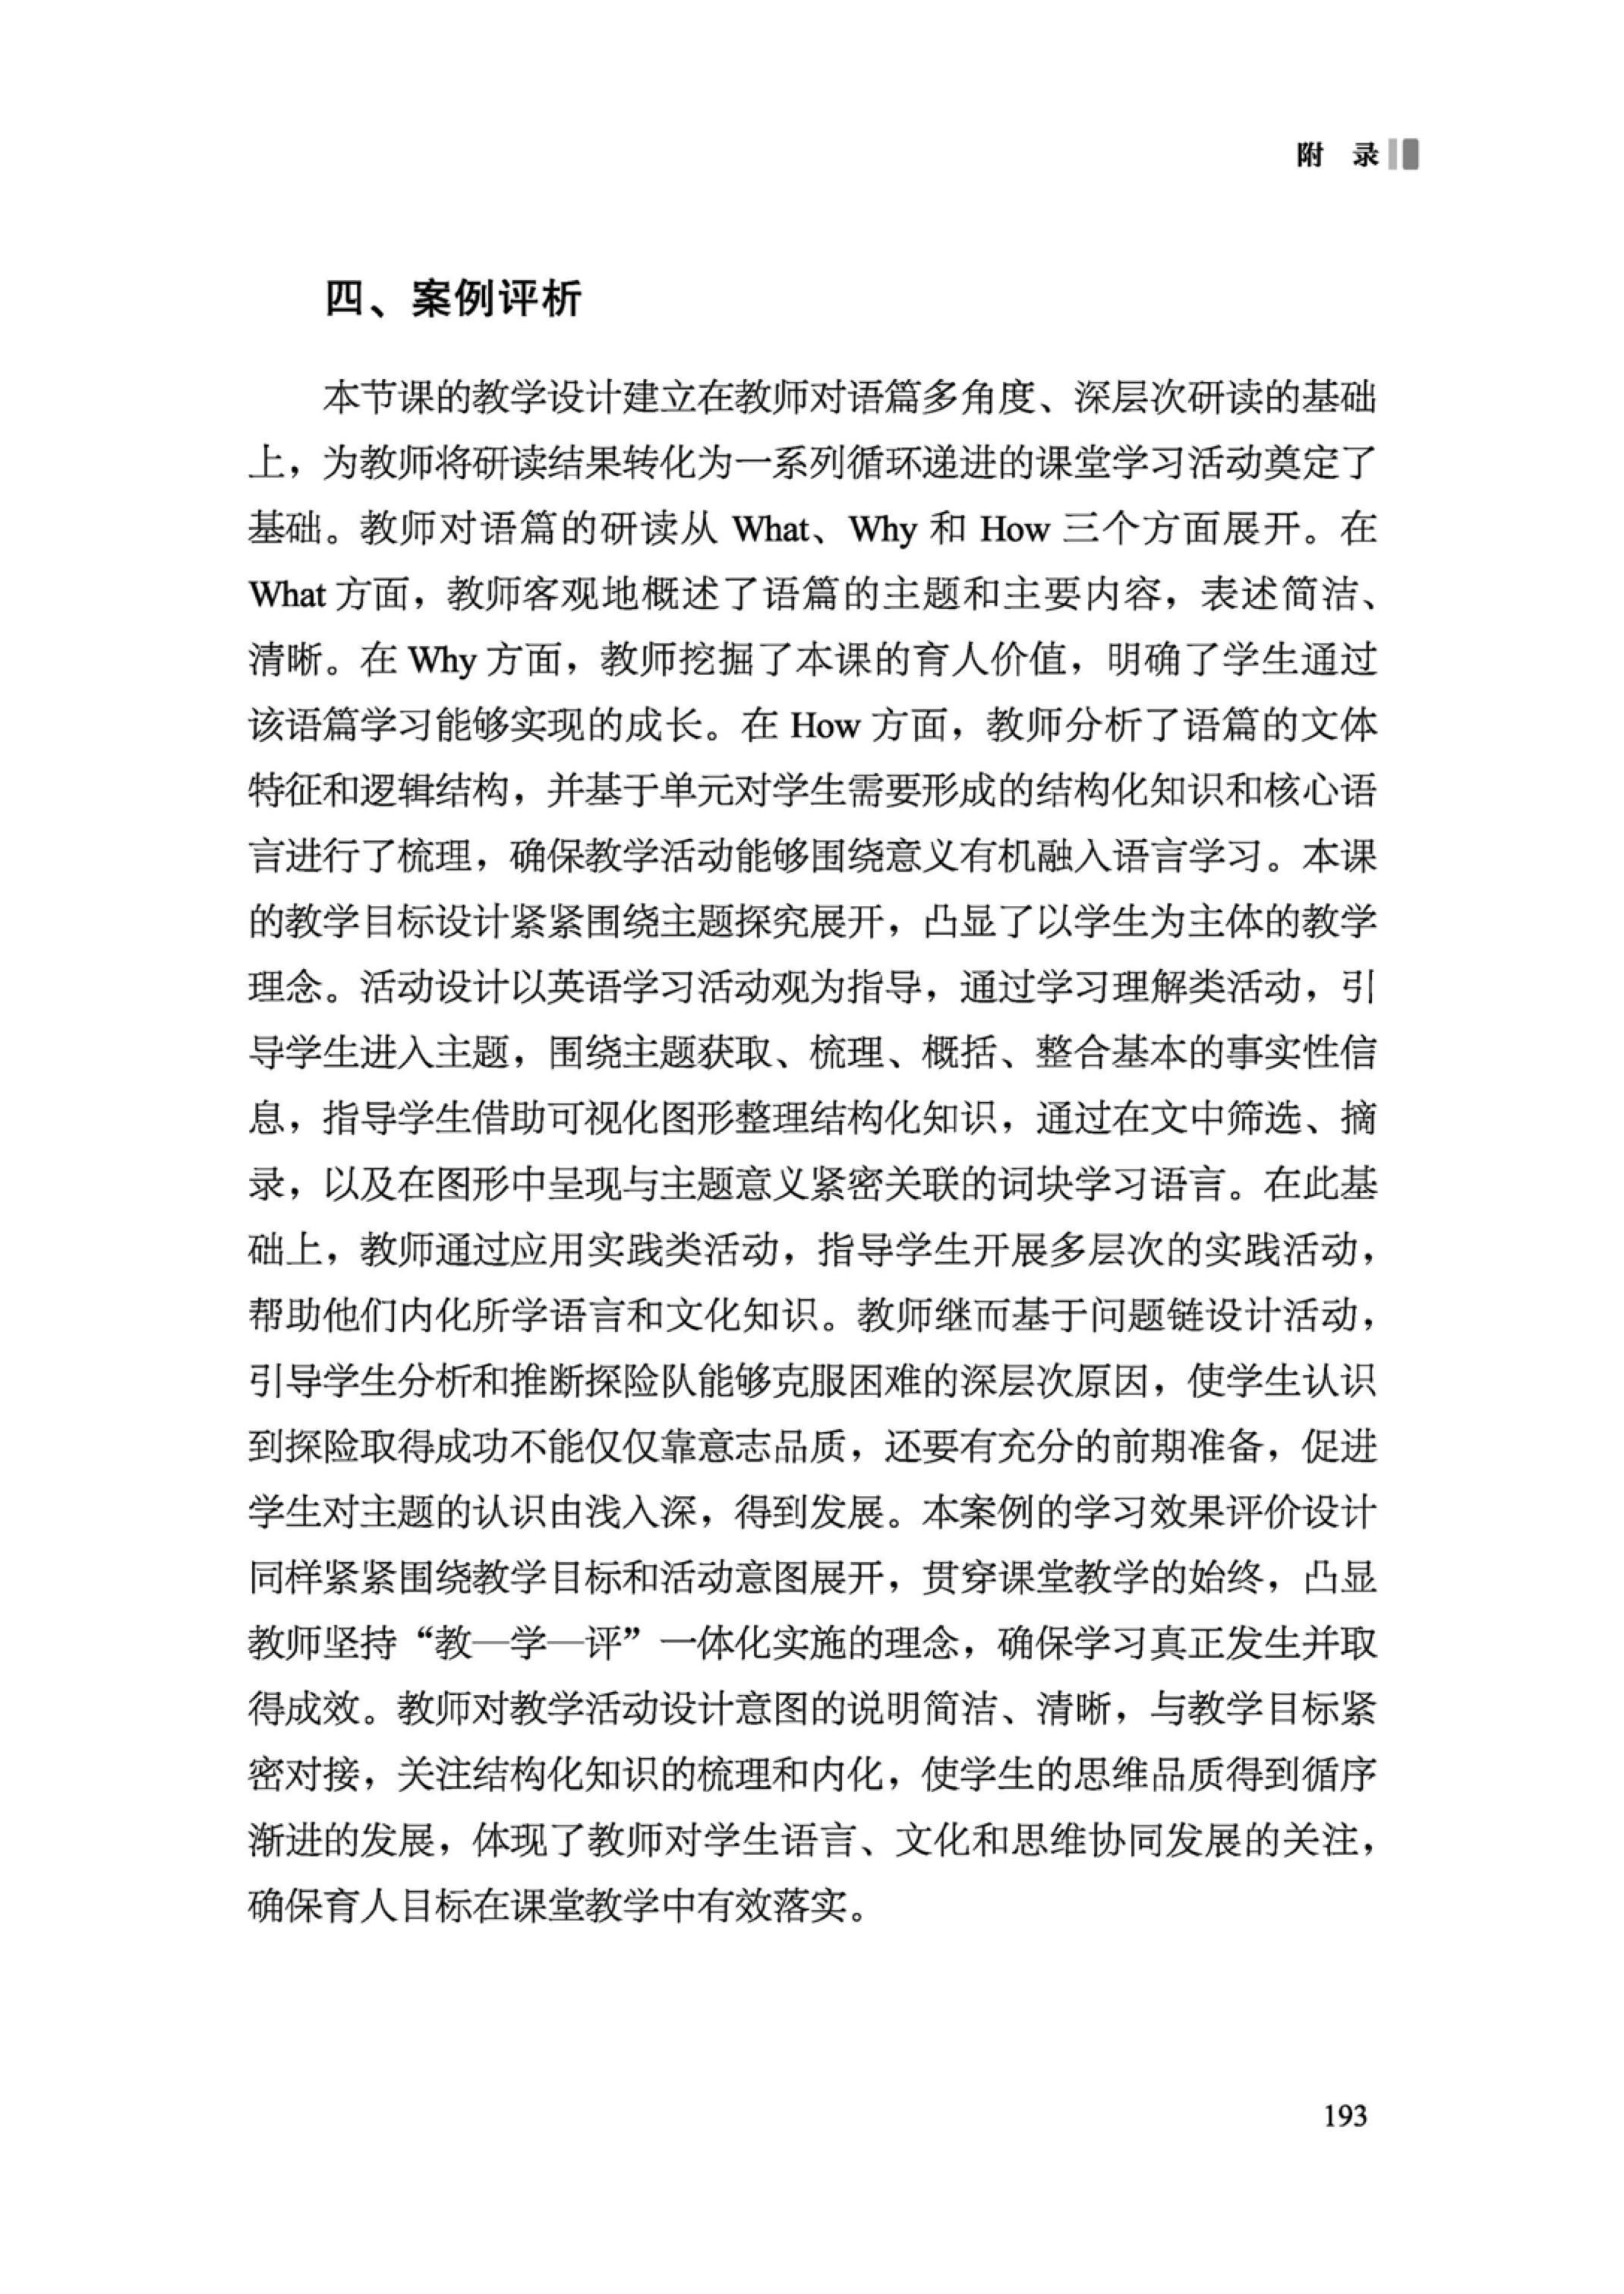 附 录
四、案例评析
本节课的教学设计建立在教师对语篇多角度、深层次研读的基础
上，为教师将研读结果转化为一系列循环递进的课堂学习活动奠定了
基础。教师对语篇的研读从 What、Why 和 How 三个方面展开。在
What 方面，教师客观地概述了语篇的主题和主要内容，表述简洁、
清晰。在 Why 方面，教师挖掘了本课的育人价值，明确了学生通过
该语篇学习能够实现的成长。在 How 方面，教师分析了语篇的文体
特征和逻辑结构，并基于单元对学生需要形成的结构化知识和核心语
言进行了梳理，确保教学活动能够围绕意义有机融入语言学习。本课
的教学目标设计紧紧围绕主题探究展开，凸显了以学生为主体的教学
理念。活动设计以英语学习活动观为指导，通过学习理解类活动，引
导学生进入主题，围绕主题获取、梳理、概括、整合基本的事实性信
息，指导学生借助可视化图形整理结构化知识，通过在文中筛选、摘
录，以及在图形中呈现与主题意义紧密关联的词块学习语言。在此基
础上，教师通过应用实践类活动，指导学生开展多层次的实践活动，
帮助他们内化所学语言和文化知识。教师继而基于问题链设计活动，
引导学生分析和推断探险队能够克服困难的深层次原因，使学生认识
到探险取得成功不能仅仅靠意志品质，还要有充分的前期准备，促进
学生对主题的认识由浅入深，得到发展。本案例的学习效果评价设计
同样紧紧围绕教学目标和活动意图展开，贯穿课堂教学的始终，凸显
教师坚持“教—学—评”一体化实施的理念，确保学习真正发生并取
得成效。教师对教学活动设计意图的说明简洁、清晰，与教学目标紧
密对接，关注结构化知识的梳理和内化，使学生的思维品质得到循序
渐进的发展，体现了教师对学生语言、文化和思维协同发展的关注，
确保育人目标在课堂教学中有效落实。
193